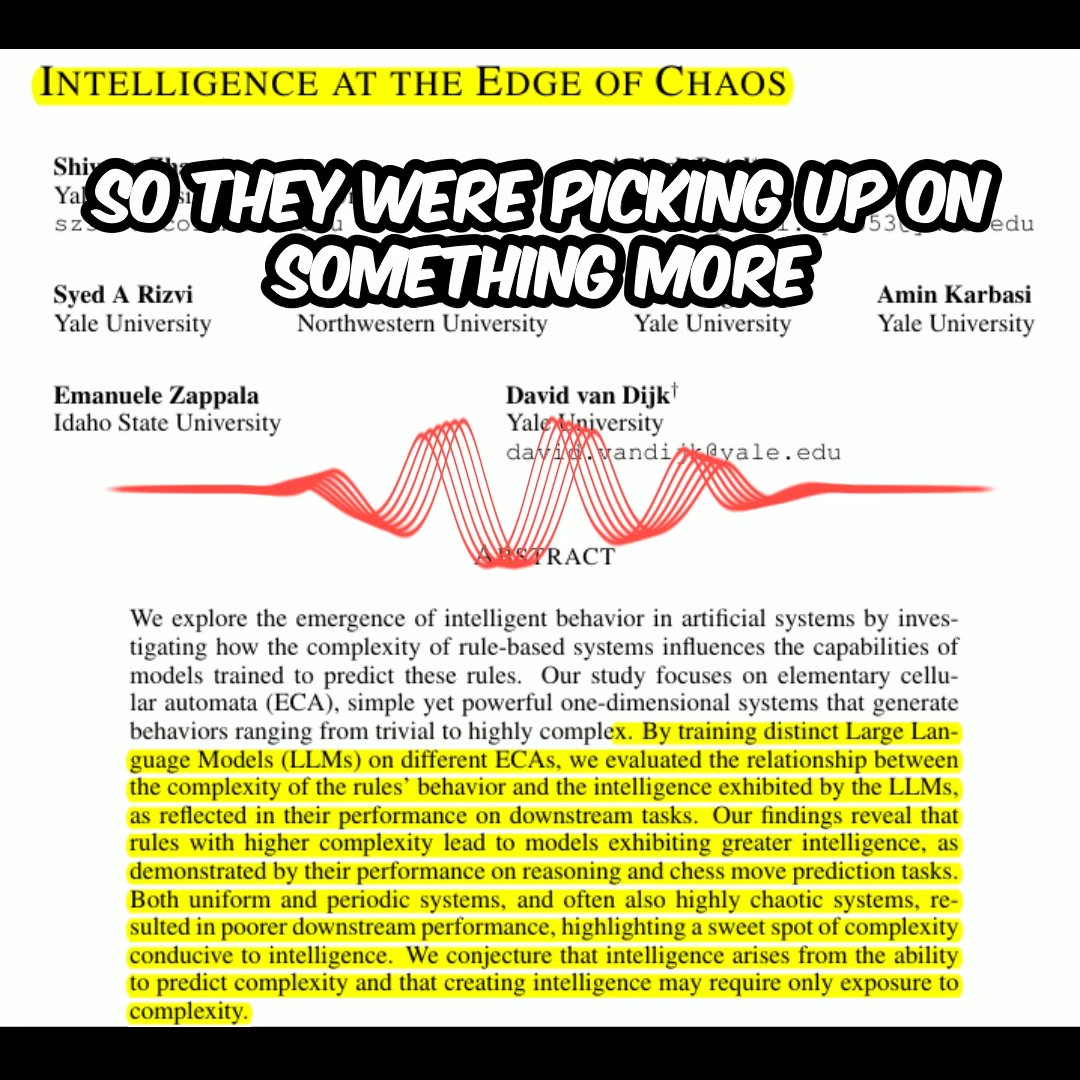 INTELLIGENCE AT THE EDGE OF CHAOS
SO THEY WERE PICKING UP ON
SOMETHING MORE
Syed A Rizvi
Amin Karbasi
Yale University
Northwestern University
Yale University
Yale University
Emanuele Zappala
David van Dijk†
Idaho State University
Yale University
david.vandijk@yale.edu
ABSTRACT
We explore the emergence of intelligent behavior in artificial systems by inves-
tigating how the complexity of rule-based systems influences the capabilities of
models trained to predict these rules. Our study focuses on elementary cellu-
lar automata (ECA), simple yet powerful one-dimensional systems that generate
behaviors ranging from trivial to highly complex. By training distinct Large Lan-
guage Models (LLMs) on different ECAs, we evaluated the relationship between
the complexity of the rules' behavior and the intelligence exhibited by the LLMs,
as reflected in their performance on downstream tasks. Our findings reveal that
rules with higher complexity lead to models exhibiting greater intelligence, as
demonstrated by their performance on reasoning and chess move prediction tasks.
Both uniform and periodic systems, and often also highly chaotic systems, re-
sulted in poorer downstream performance, highlighting a sweet spot of complexity
conducive to intelligence. We conjecture that intelligence arises from the ability
to predict complexity and that creating intelligence may require only exposure to
complexity.